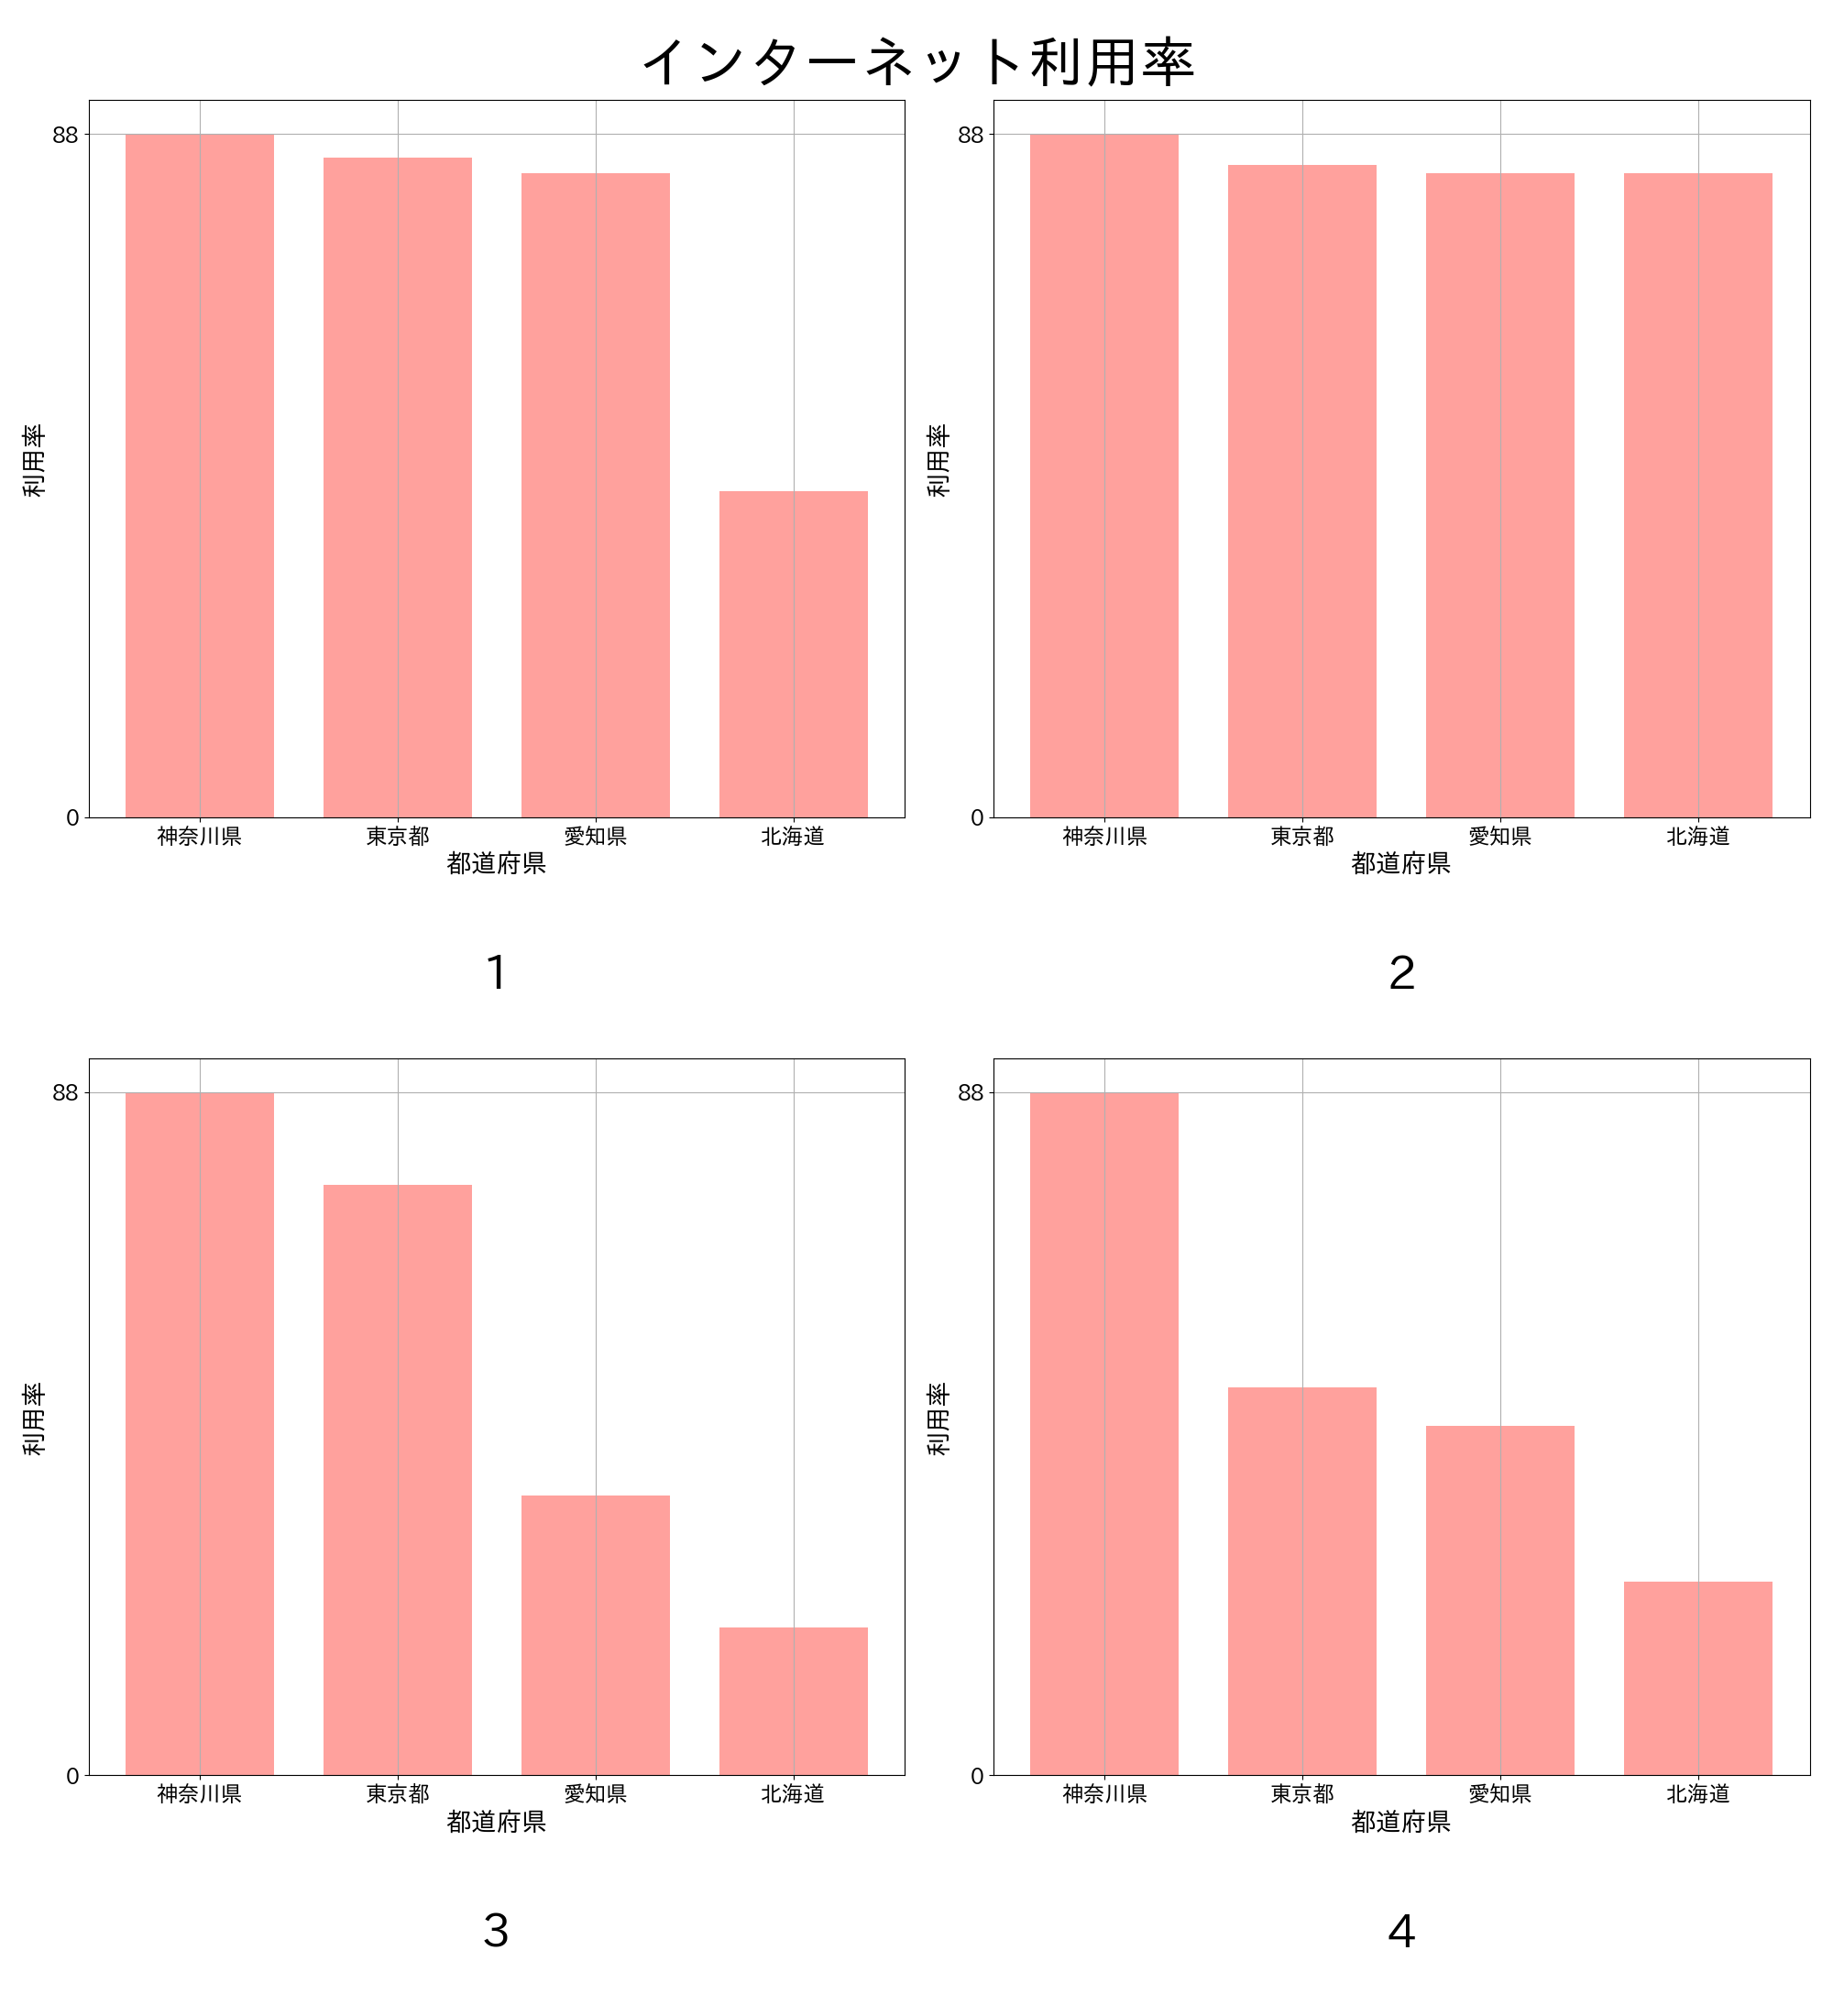 インターネット利用率
88
0
利用率
神奈川県 東京都 愛知県 北海道
都道府県
1
88
0
利用率
神奈川県 東京都 愛知県 北海道
都道府県
2
88
0
利用率
神奈川県 東京都 愛知県 北海道
都道府県
3
88
0
利用率
神奈川県 東京都 愛知県 北海道
都道府県
4